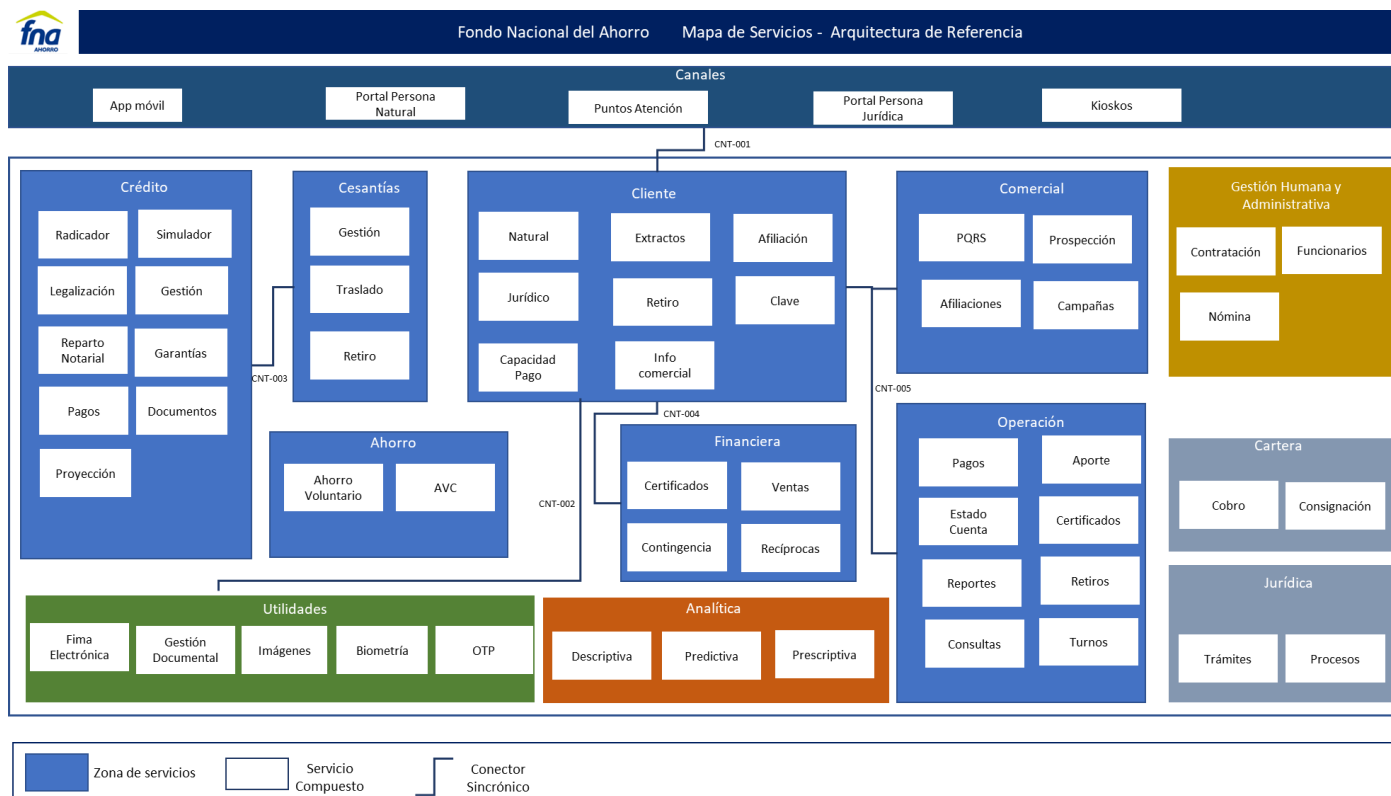 fna
AHORRO
Fondo Nacional del Ahorro Mapa de Servicios - Arquitectura de Referencia
Canales
App móvil
Portal Persona
Natural
Puntos Atención
Portal Persona
Jurídica
Kioskos
CNT-001
Crédito
Radicador
Simulador
Legalización
Gestión
Reparto
Notarial
Garantías
Pagos
Documentos
Proyección
CNT-003
Cesantías
Gestión
Traslado
Retiro
Cliente
Natural
Extractos
Afiliación
Jurídico
Retiro
Clave
Capacidad
Pago
Info
comercial
Comercial
PQRS
Prospección
Afiliaciones
Campañas
Gestión Humana y
Administrativa
Contratación
Funcionarios
Nómina
CNT-004
CNT-005
CNT-002
Ahorro
Ahorro
Voluntario
AVC
Financiera
Certificados
Ventas
Contingencia
Recíprocas
Operación
Pagos
Aporte
Estado
Cuenta
Certificados
Reportes
Retiros
Consultas
Turnos
Cartera
Cobro
Consignación
Jurídica
Trámites
Procesos
Utilidades
Fima
Electrónica
Gestión
Documental
Imágenes
Biometría
OTP
Analítica
Descriptiva
Predictiva
Prescriptiva
Zona de servicios
Servicio
Compuesto
Conector
Sincrónico